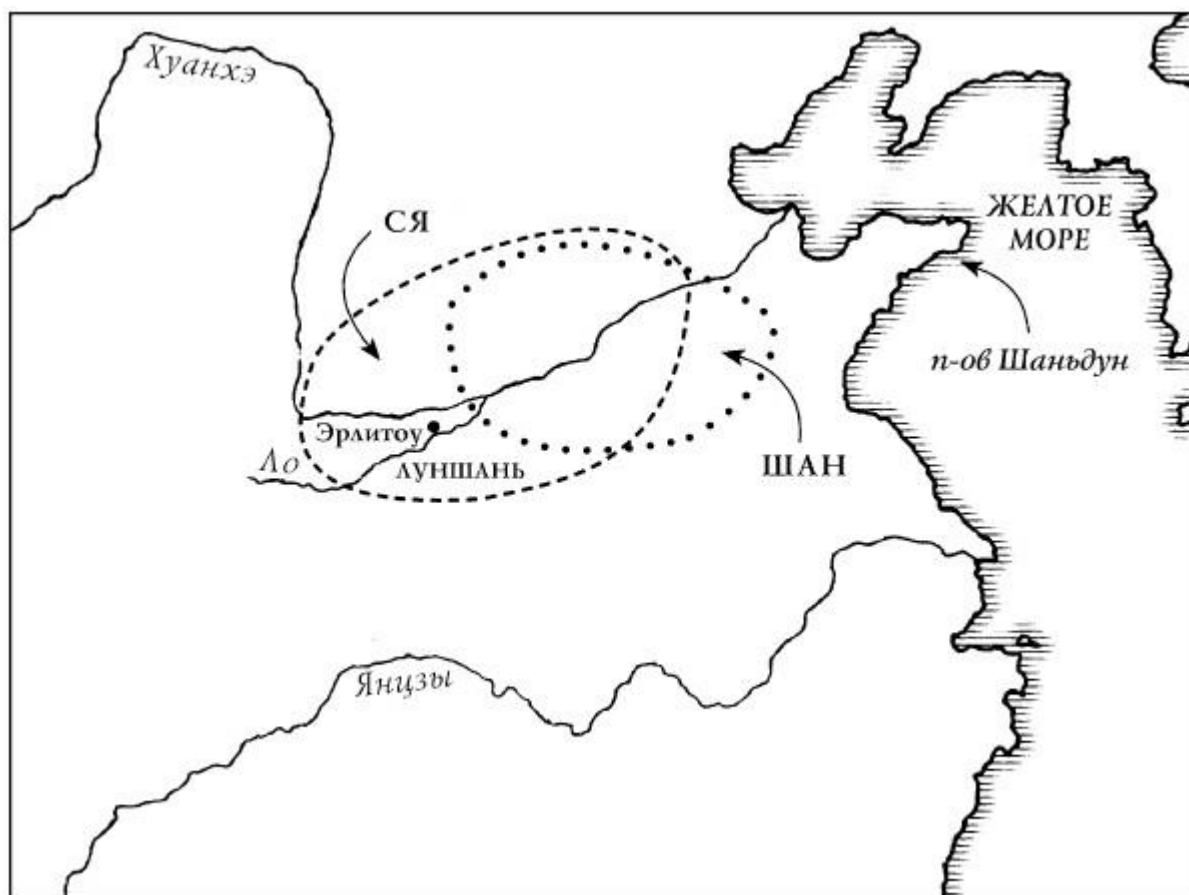 Хуанхэ
СЯ
ЖЕЛТОЕ
МОРЕ
п-ов Шаньдун
Эрлитоу
Ло
ЛУНШАНЬ
ШАН
Янцзы